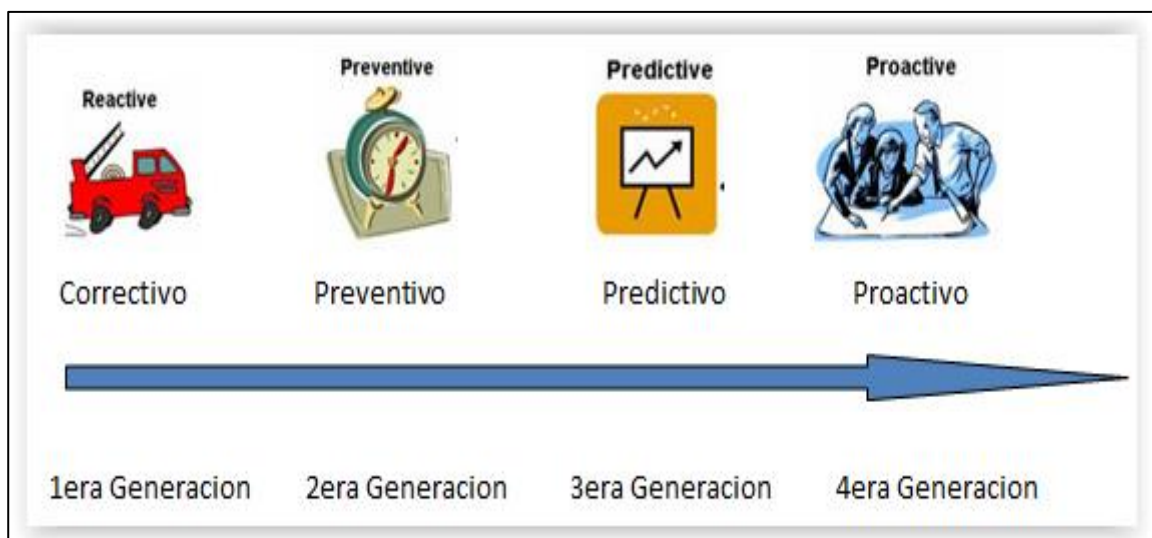 Reactive
Preventive
Predictive
Proactive
Correctivo
Preventivo
Predictivo
Proactivo
1era Generacion
2era Generacion
3era Generacion
4era Generacion